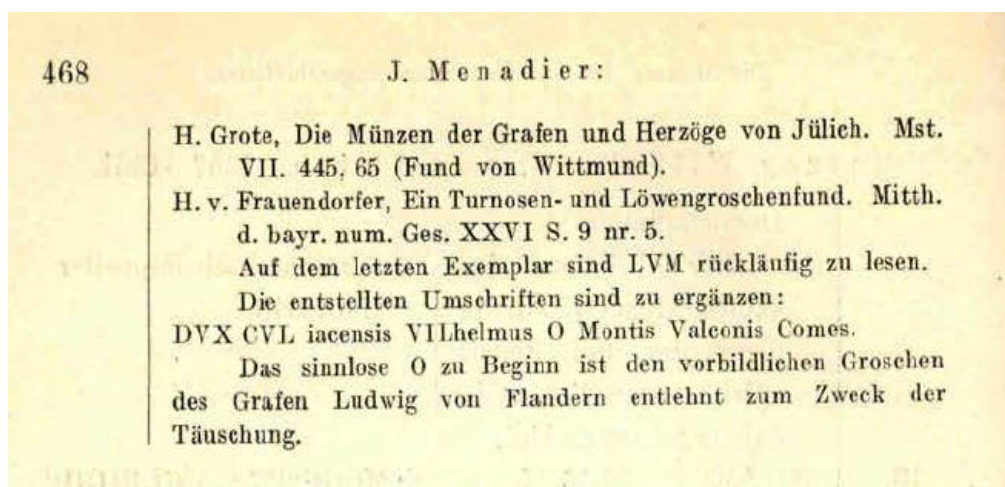 468
J. Menadier:
H. Grote, Die Münzen der Grafen und Herzöge von Jülich. Mst.
VII. 445. 65 (Fund von Wittmund).
H. v. Frauendorfer, Ein Turnosen- und Löwengroschenfund. Mitth.
d. bayr. num. Ges. XXVI S. 9 nr. 5.
Auf dem letzten Exemplar sind LVM rückläufig zu lesen.
Die entstellten Umschriften sind zu ergänzen:
DVX CVL iacensis VILhelmus O Montis Valconis Comes.
Das sinnlose O zu Beginn ist den vorbildlichen Groschen
des Grafen Ludwig von Flandern entlehnt zum Zweck der
Täuschung.